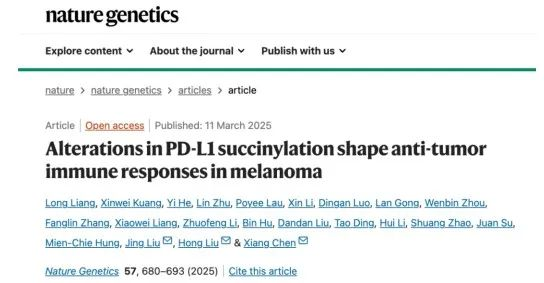 nature genetics
Explore content About the journal Publish with us
nature > nature genetics > articles > article
Article | Open access | Published: 11 March 2025
Alterations in PD-L1 succinylation shape anti-tumor
immune responses in melanoma
Long Liang, Xinwei Kuang, Yi He, Lin Zhu, Poyee Lau, Xin Li, Dingan Luo, Lan Gong, Wenbin Zhou,
Fanglin Zhang, Xiaowei Liang, Zhuofeng Li, Bin Hu, Dandan Liu, Tao Ding, Hui Li, Shuang Zhao, Juan Su,
Mien-Chie Hung, Jing Liu, Hong Liu & Xiang Chen
Nature Genetics 57, 680–693 (2025) | Cite this article